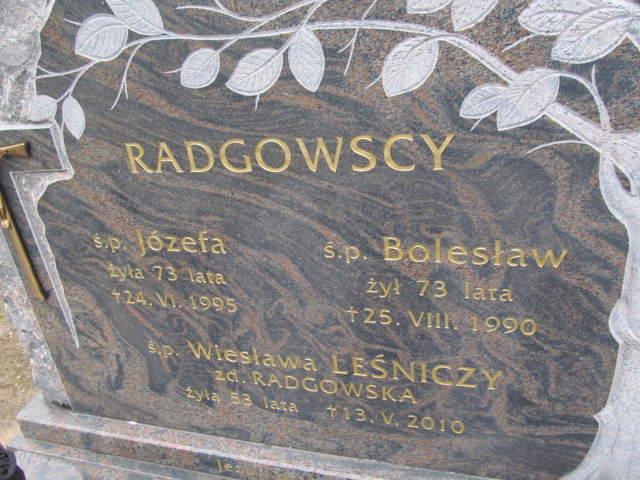 RADGOWSCY
ś.p. Józefa
żyła 73 lata
✝24. VI. 1995
ś.p. Bolesław
żył 73 lata
✝25. VIII. 1990
ś.p. Wiesława LEŚNICZY
zd. RADGOWSKA
żyła 53 lata ✝13. V. 2010